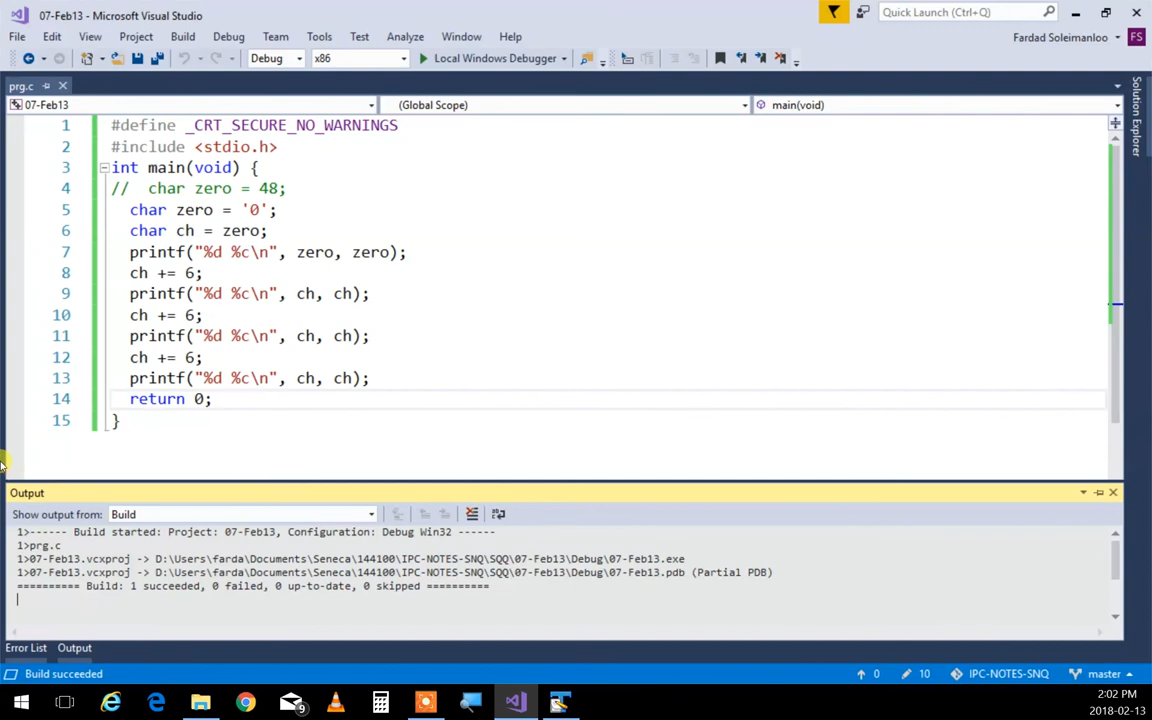 07-Feb13 - Microsoft Visual Studio
Quick Launch (Ctrl+Q)
File Edit View Project Build Debug Team Tools Test Analyze Window Help
Fardad Soleimanloo FS
Debug x86 Local Windows Debugger
prg.c
07-Feb13 (Global Scope) main(void)
1 #define _CRT_SECURE_NO_WARNINGS
2 #include <stdio.h>
3 int main(void) {
4 //  char zero = 48;
5   char zero = '0';
6   char ch = zero;
7   printf("%d %c\n", zero, zero);
8   ch += 6;
9   printf("%d %c\n", ch, ch);
10   ch += 6;
11   printf("%d %c\n", ch, ch);
12   ch += 6;
13   printf("%d %c\n", ch, ch);
14   return 0;
15 }
Solution Explorer
Output
Show output from: Build
1>------ Build started: Project: 07-Feb13, Configuration: Debug Win32 ------
1>prg.c
1>07-Feb13.vcxproj -> D:\Users\farda\Documents\Seneca\144100\IPC-NOTES-SNQ\SQQ\07-Feb13\Debug\07-Feb13.exe
1>07-Feb13.vcxproj -> D:\Users\farda\Documents\Seneca\144100\IPC-NOTES-SNQ\SQQ\07-Feb13\Debug\07-Feb13.pdb (Partial PDB)
========== Build: 1 succeeded, 0 failed, 0 up-to-date, 0 skipped ==========
Error List Output
Build succeeded 0 10 IPC-NOTES-SNQ master
9
2:02 PM
2018-02-13